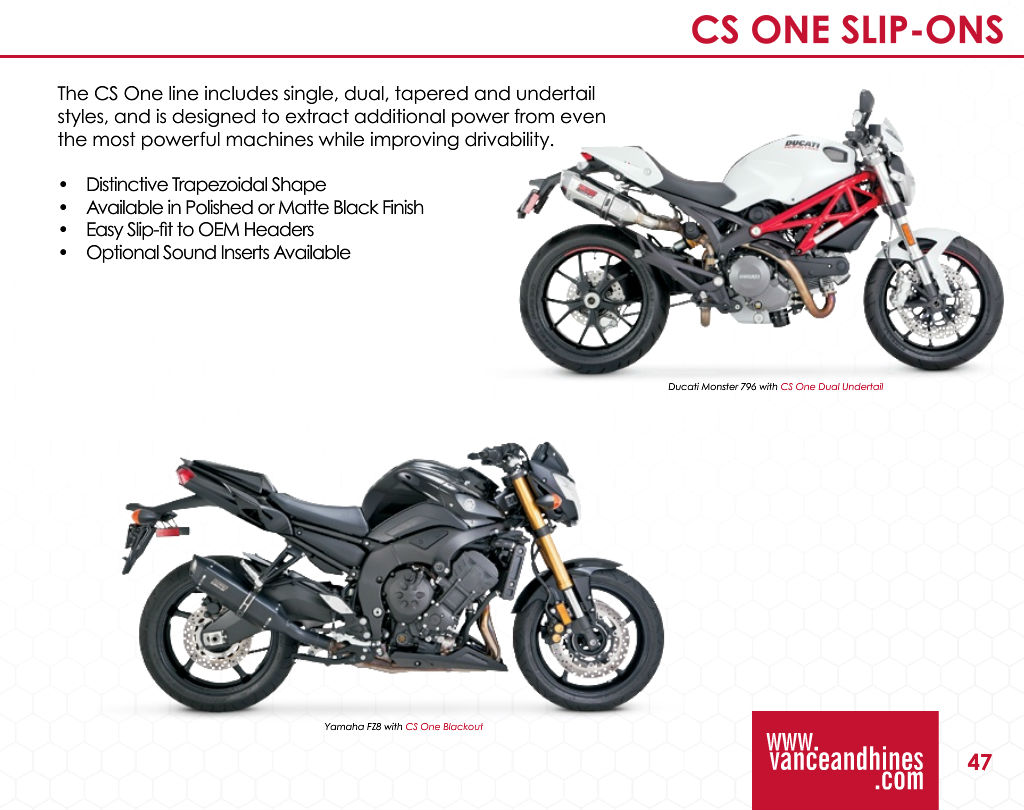 CS ONE SLIP-ONS
The CS One line includes single, dual, tapered and undertail
styles, and is designed to extract additional power from even
the most powerful machines while improving drivability.
• Distinctive Trapezoidal Shape
• Available in Polished or Matte Black Finish
• Easy Slip-fit to OEM Headers
• Optional Sound Inserts Available
DUCATI
DUCATI
Ducati Monster 796 with CS One Dual Undertail
Yamaha FZ8 with CS One Blackout
www.
vanceandhines
.com
47